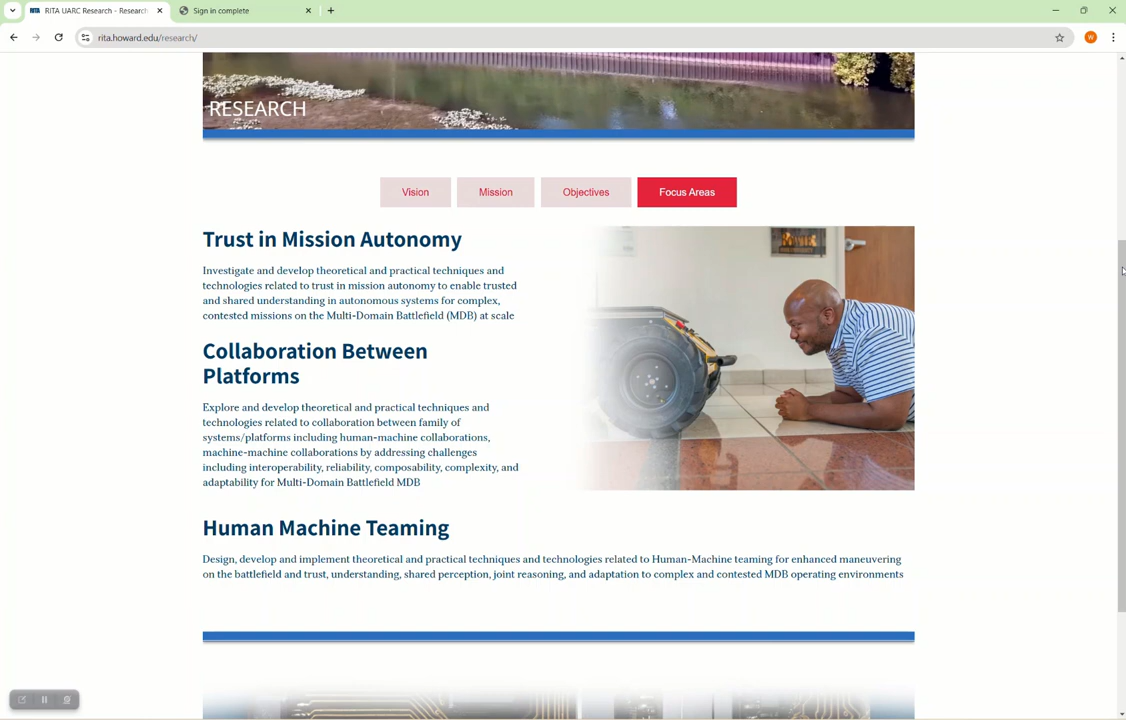 RITA UARC Research - Research
Sign in complete
rita.howard.edu/research/
W
RESEARCH
Vision
Mission
Objectives
Focus Areas
Trust in Mission Autonomy
Investigate and develop theoretical and practical techniques and
technologies related to trust in mission autonomy to enable trusted
and shared understanding in autonomous systems for complex,
contested missions on the Multi-Domain Battlefield (MDB) at scale
Collaboration Between
Platforms
Explore and develop theoretical and practical techniques and
technologies related to collaboration between family of
systems/platforms including human-machine collaborations,
machine-machine collaborations by addressing challenges
including interoperability, reliability, composability, complexity, and
adaptability for Multi-Domain Battlefield MDB
Human Machine Teaming
Design, develop and implement theoretical and practical techniques and technologies related to Human-Machine teaming for enhanced maneuvering
on the battlefield and trust, understanding, shared perception, joint reasoning, and adaptation to complex and contested MDB operating environments